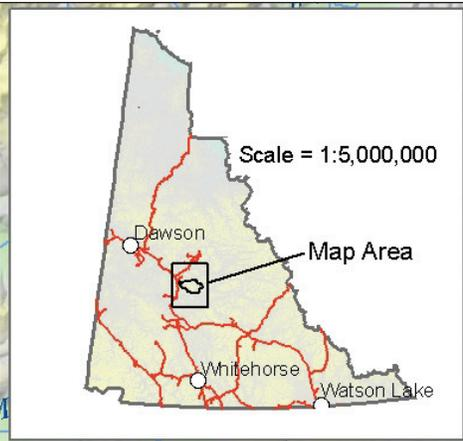 Scale = 1:5,000,000
Dawson
Map Area
Whitehorse
Watson Lake